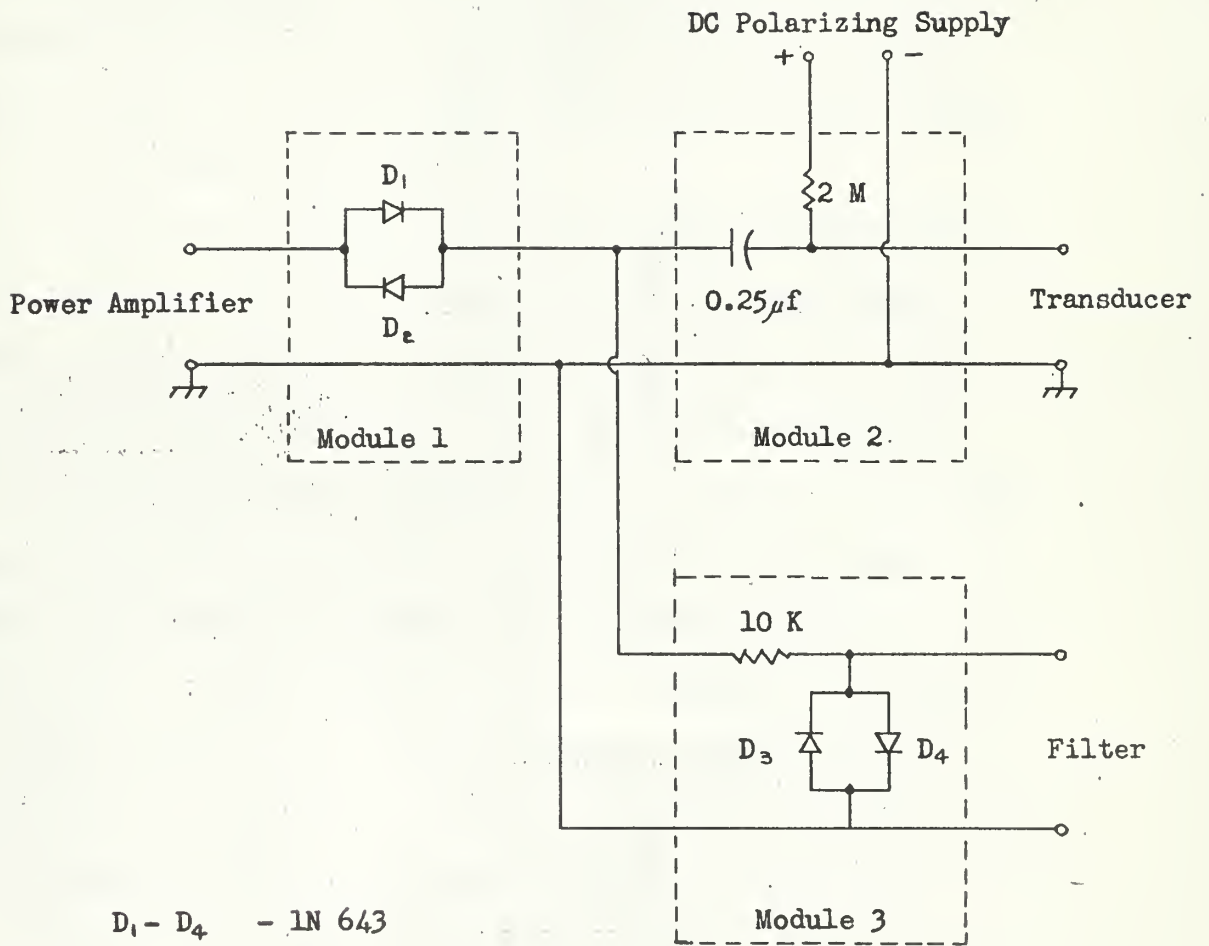 DC Polarizing Supply
+ -
D₁
2 M
Power Amplifier
0.25μf
Transducer
D₂
Module 1
Module 2.
10 K
D₃
D₄
Filter
D₁ - D₄ - 1N 643
Module 3